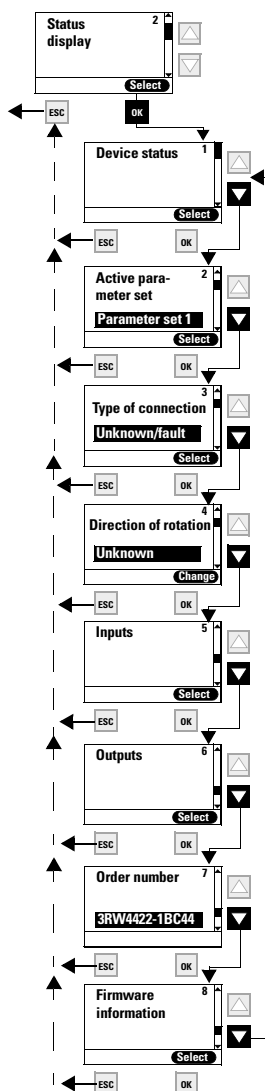 Status
display
2
Select
ESC
OK
Device status
1
Select
ESC
OK
Active para-
meter set
2
Parameter set 1
Select
ESC
OK
3
Type of connection
Unknown/fault
Select
ESC
OK
4
Direction of rotation
Unknown
Change
ESC
OK
Inputs
5
Select
ESC
OK
Outputs
6
Select
ESC
OK
Order number
7
3RW4422-1BC44
ESC
OK
Firmware
information
8
Select
ESC
OK